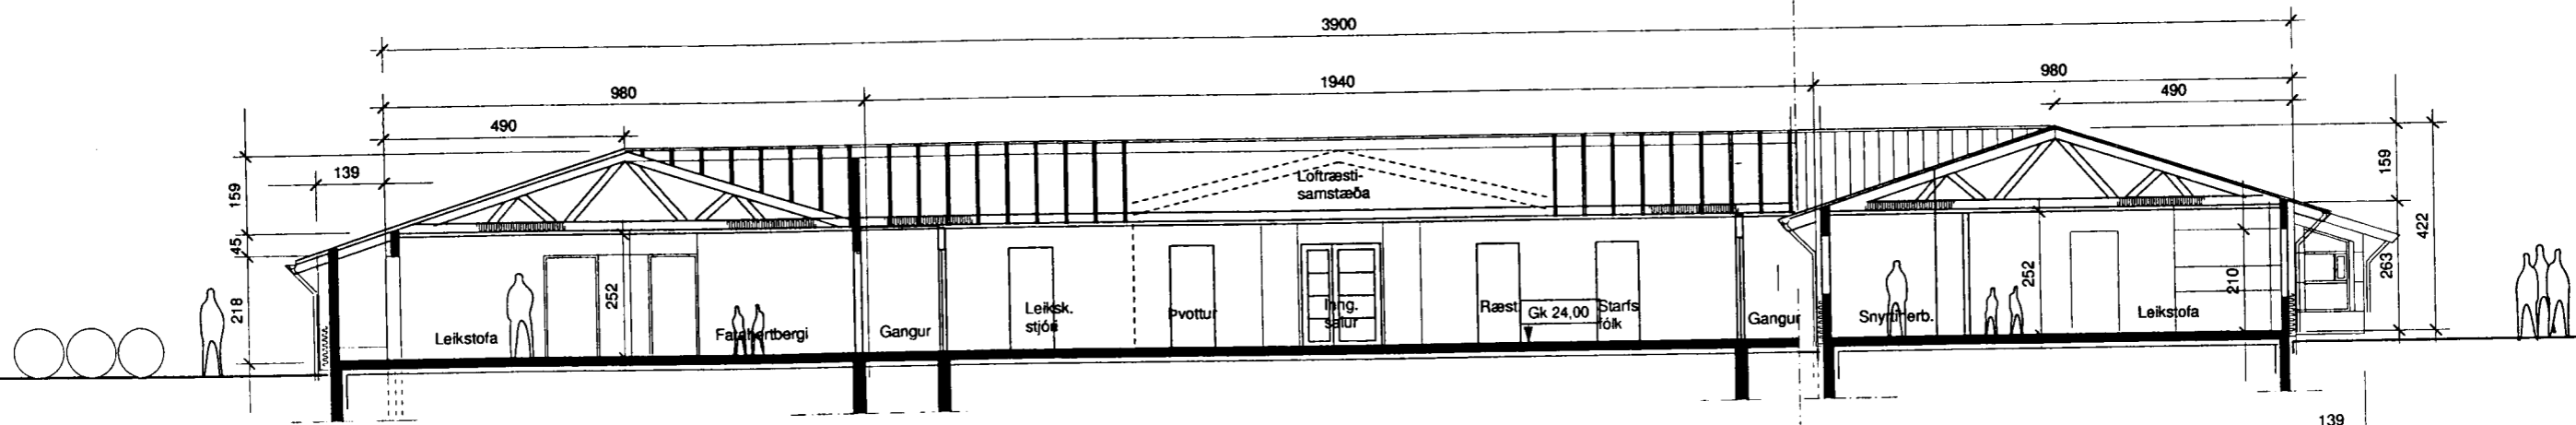 3900
980
1940
980
490
490
139
159
45
218
252
Loftræsti-
samstæða
159
422
263
252
210
Leikstofa
Fataherbergi
Gangur
Leiksk.
stjóri
Þvottur
Inng.
salur
Ræst
Gk 24,00
Starfs
fólk
Gangur
Snyrtiherb.
Leikstofa
139